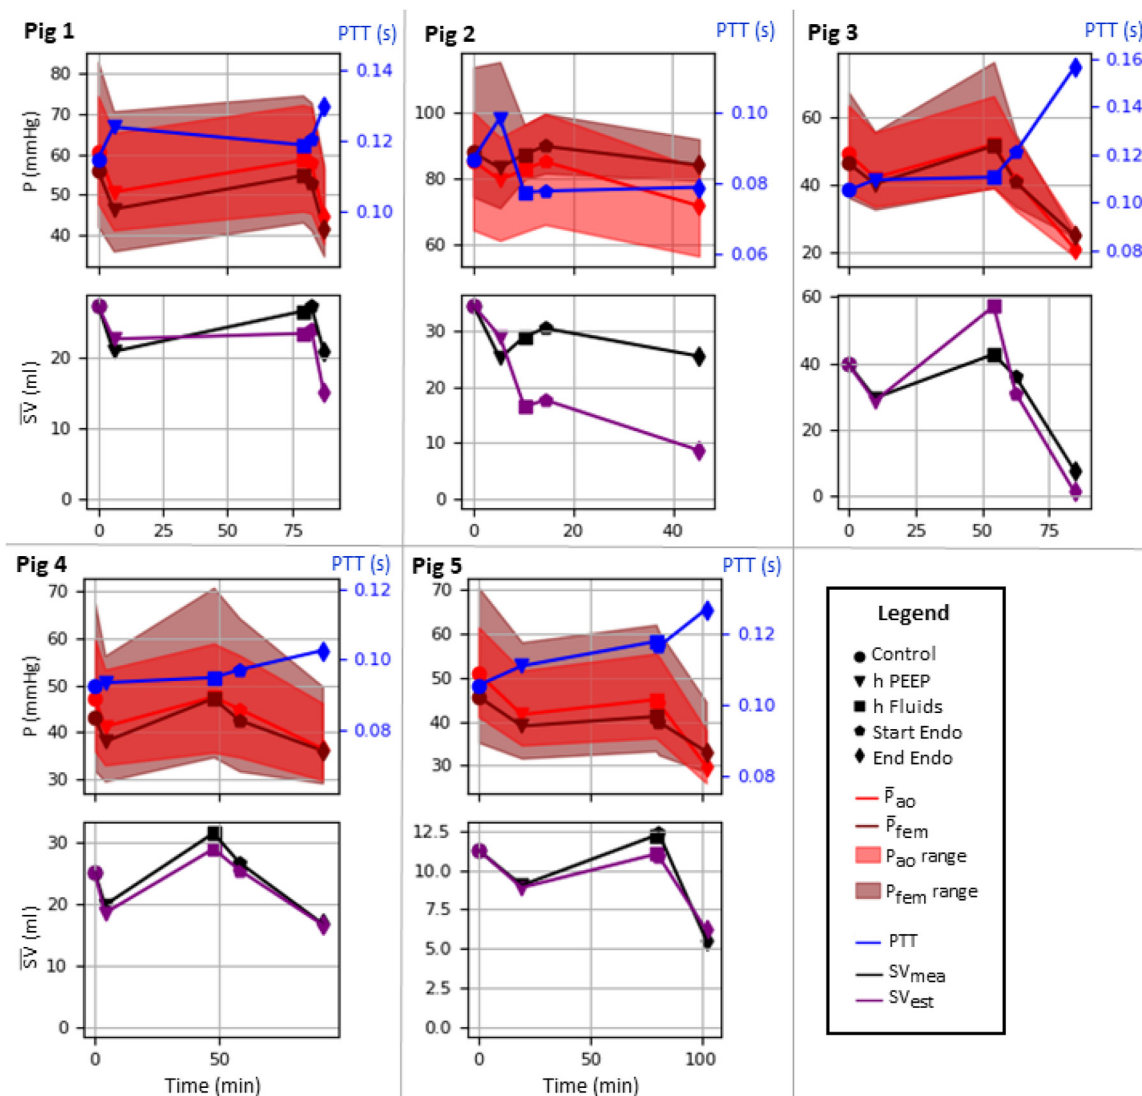 Pig 1
PTT (s)
Pig 2
PTT (s)
Pig 3
PTT (s)
P (mmHg)
80
70
60
50
40
0.14
0.12
0.10
100
80
60
0.10
0.08
0.06
60
40
20
0.16
0.14
0.12
0.10
0.08
S̅V̅ (ml)
20
10
0
0
25
50
75
30
20
10
0
0
20
40
60
40
20
0
0
25
50
75
Pig 4
PTT (s)
Pig 5
PTT (s)
P (mmHg)
70
60
50
40
30
0.12
0.10
0.08
70
60
50
40
30
0.12
0.10
0.08
S̅V̅ (ml)
30
20
10
0
0
50
Time (min)
12.5
10.0
7.5
5.0
2.5
0.0
0
50
100
Time (min)
Legend
Control
h PEEP
h Fluids
Start Endo
End Endo
P̅ao
P̅fem
Pao range
Pfem range
PTT
SVmea
SVest